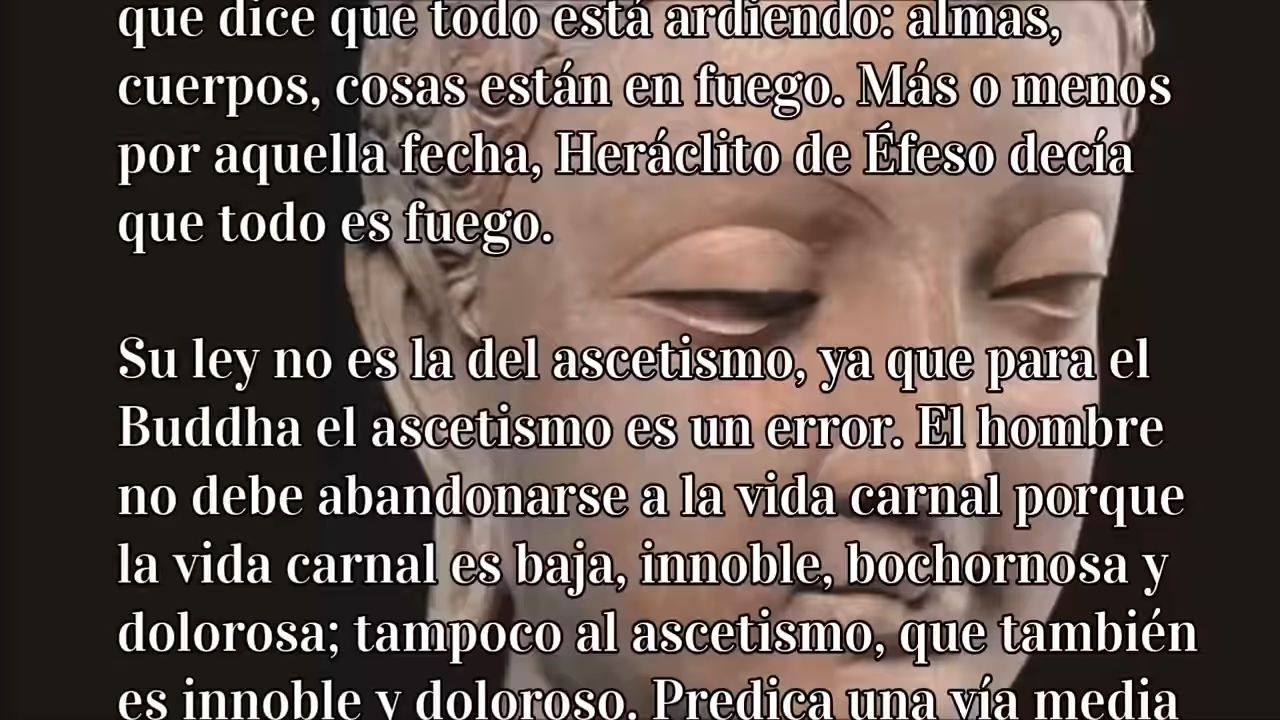 que dice que todo está ardiendo: almas,
cuerpos, cosas están en fuego. Más o menos
por aquella fecha, Heráclito de Éfeso decía
que todo es fuego.
Su ley no es la del ascetismo, ya que para el
Buddha el ascetismo es un error. El hombre
no debe abandonarse a la vida carnal porque
la vida carnal es baja, innoble, bochornosa y
dolorosa; tampoco al ascetismo, que también
es innoble y doloroso. Predica una vía media